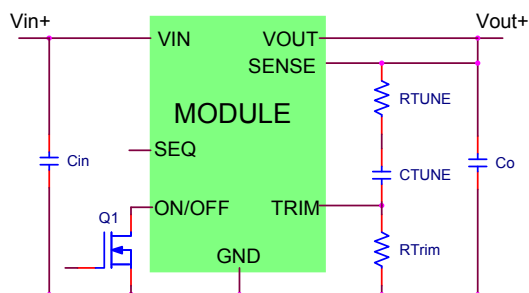 Vin+
Vout+
VIN
VOUT
SENSE
RTUNE
MODULE
SEQ
Cin
CTUNE
Co
Q1
ON/OFF
TRIM
RTrim
GND